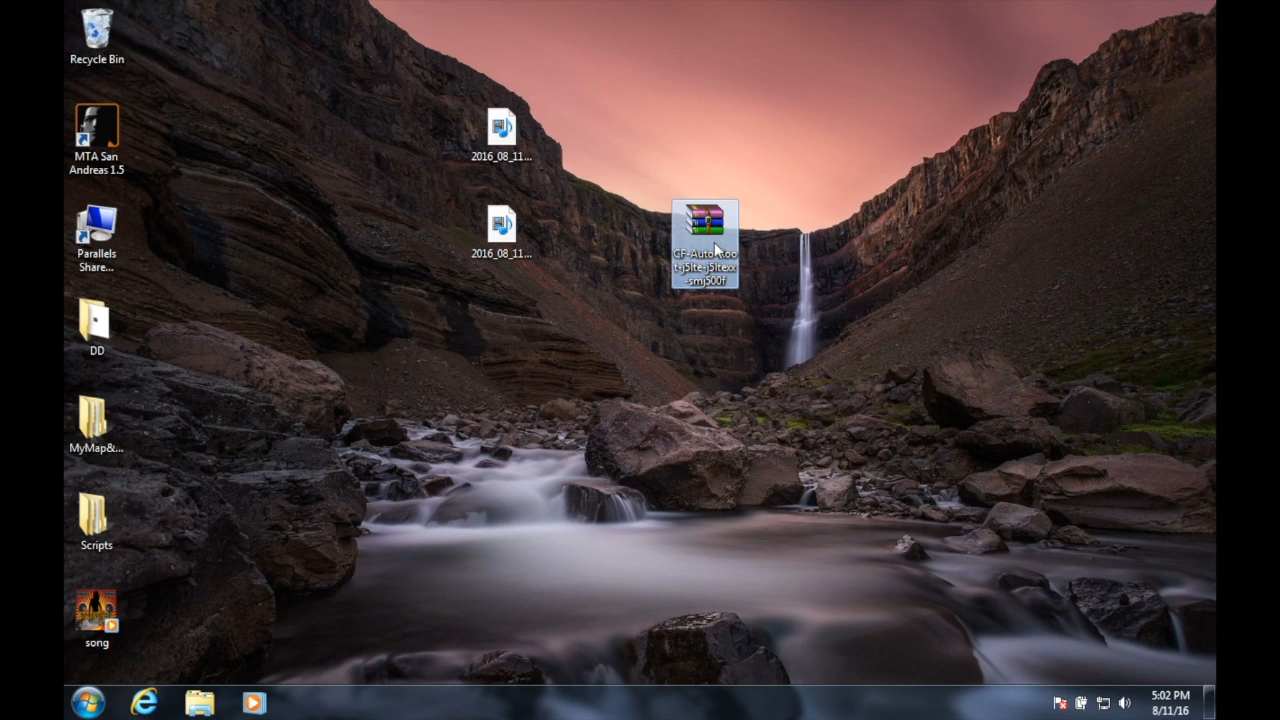 Recycle Bin
MTA San
Andreas 1.5
Parallels
Share...
DD
MyMap&...
Scripts
song
2016_08_11...
2016_08_11...
CF-Auto-Roo
t-j5lte-j5ltexx
-smj500f
5:02 PM
8/11/16